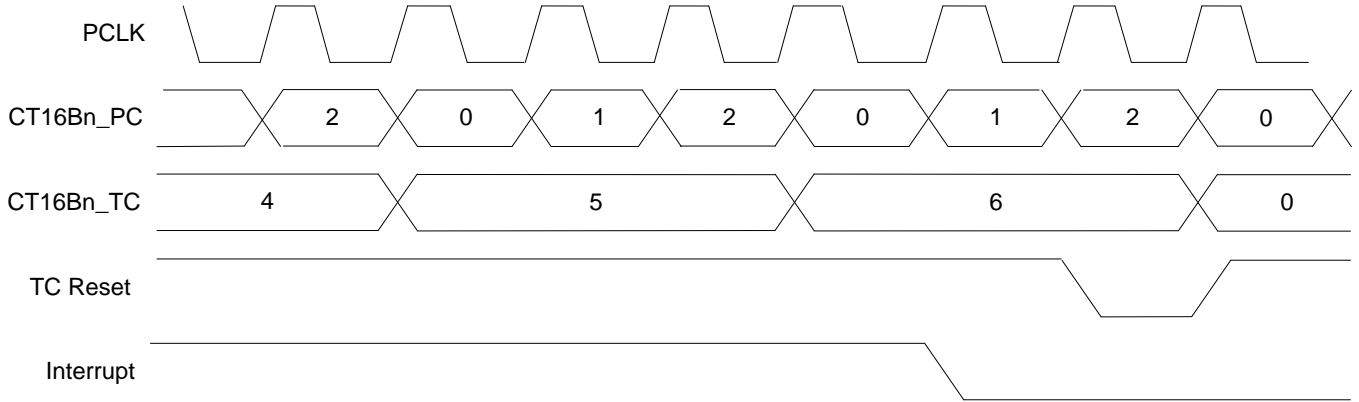 PCLK
CT16Bn_PC 2 0 1 2 0 1 2 0
CT16Bn_TC 4 5 6 0
TC Reset
Interrupt